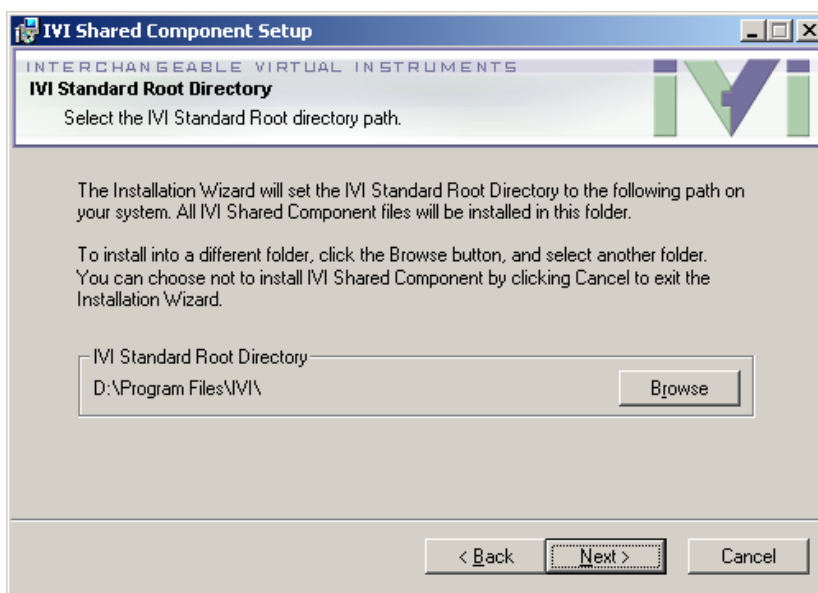 IVI Shared Component Setup
INTERCHANGEABLE VIRTUAL INSTRUMENTS
IVI Standard Root Directory
Select the IVI Standard Root directory path.
IVI
The Installation Wizard will set the IVI Standard Root Directory to the following path on
your system. All IVI Shared Component files will be installed in this folder.
To install into a different folder, click the Browse button, and select another folder.
You can choose not to install IVI Shared Component by clicking Cancel to exit the
Installation Wizard.
IVI Standard Root Directory
D:\Program Files\IVI\
Browse
< Back
Next >
Cancel